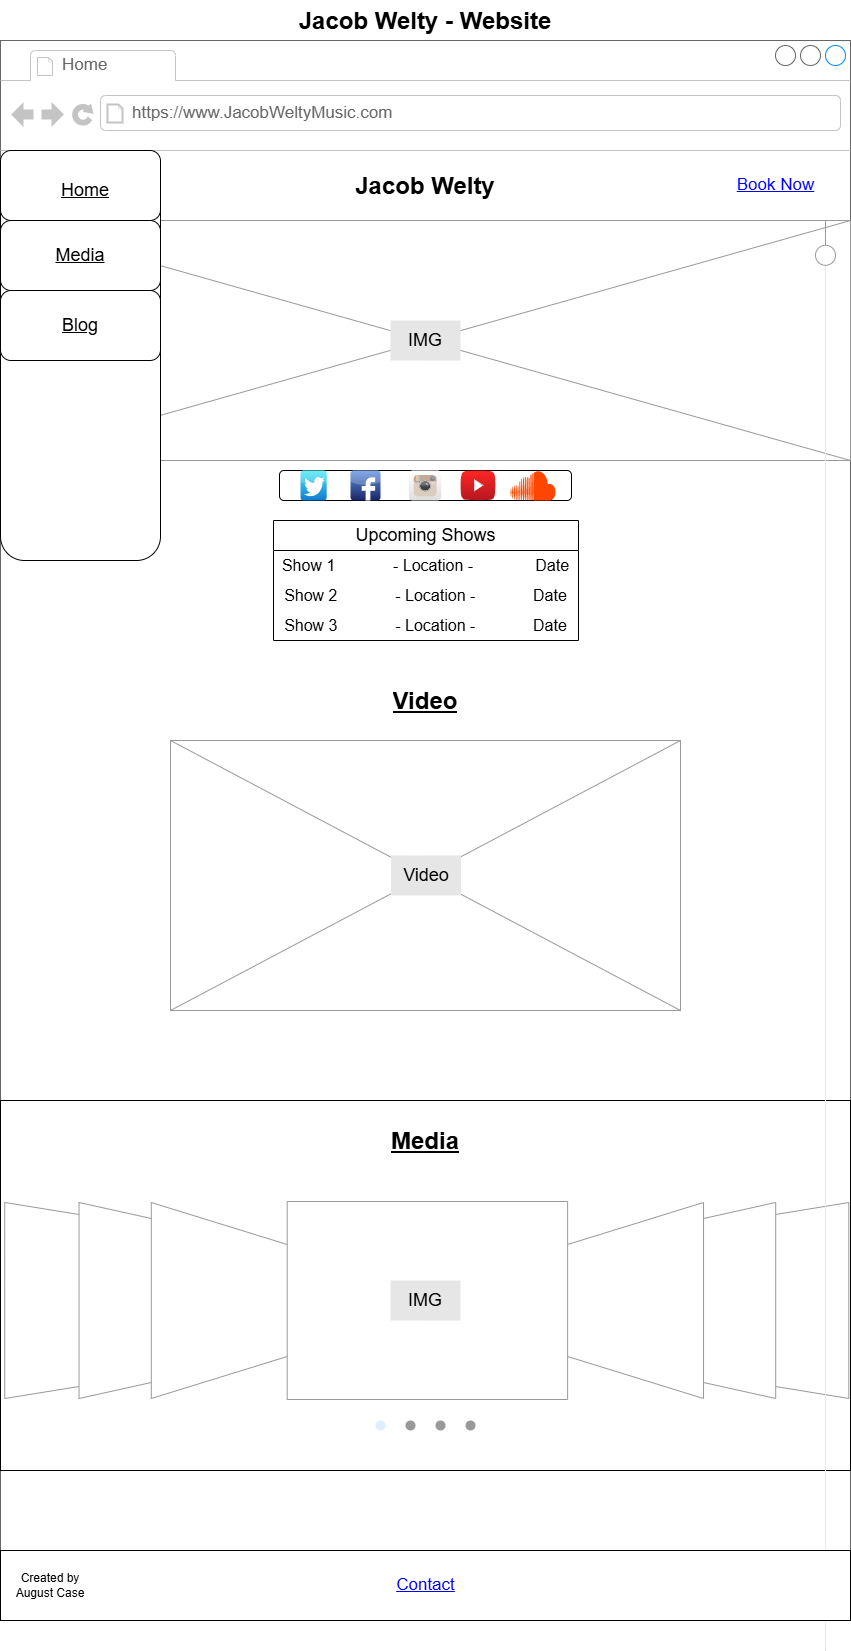 Jacob Welty - Website
Home
https://www.JacobWeltyMusic.com
Home
Jacob Welty
Book Now
Media
Blog
IMG
Upcoming Shows
Show 1 - Location - Date
Show 2 - Location - Date
Show 3 - Location - Date
Video
Video
Media
IMG
Created by
August Case
Contact